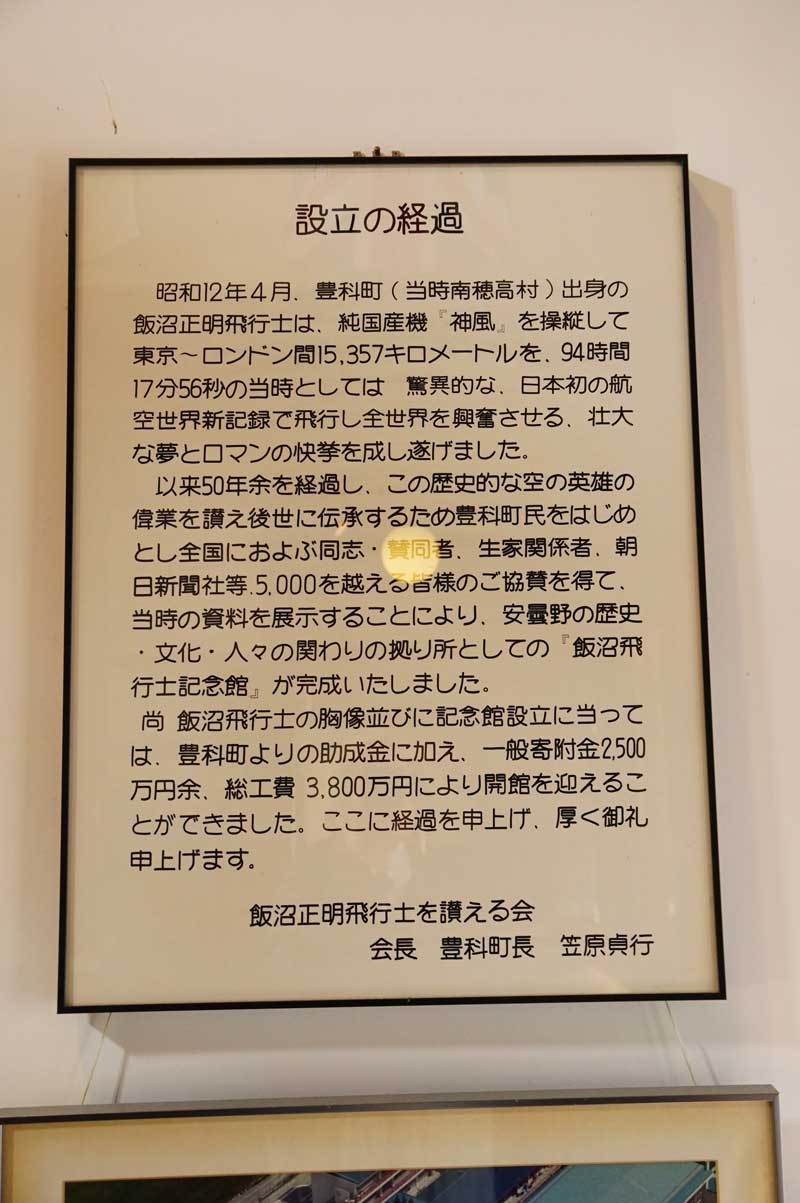 設立の経過
昭和12年4月、豊科町(当時南穂高村)出身の
飯沼正明飛行士は、純国産機『神風』を操縦して
東京〜ロンドン間15,357キロメートルを、94時間
17分56秒の当時としては 驚異的な、日本初の航
空世界新記録で飛行し全世界を興奮させる、壮大
な夢とロマンの快挙を成し遂げました。
以来50年余を経過し、この歴史的な空の英雄の
偉業を讃え後世に伝承するため豊科町民をはじめ
とし全国におよぶ同志・賛同者、生家関係者、朝
日新聞社等.5,000を越える皆様のご協賛を得て、
当時の資料を展示することにより、安曇野の歴史
・文化・人々の関わりの拠り所としての『飯沼飛
行士記念館』が完成いたしました。
尚 飯沼飛行士の胸像並びに記念館設立に当って
は、豊科町よりの助成金に加え、一般寄附金2,500
万円余、総工費 3,800万円により開館を迎えるこ
とができました。ここに経過を申上げ、厚く御礼
申上げます。
飯沼正明飛行士を讃える会
会長 豊科町長 笠原貞行